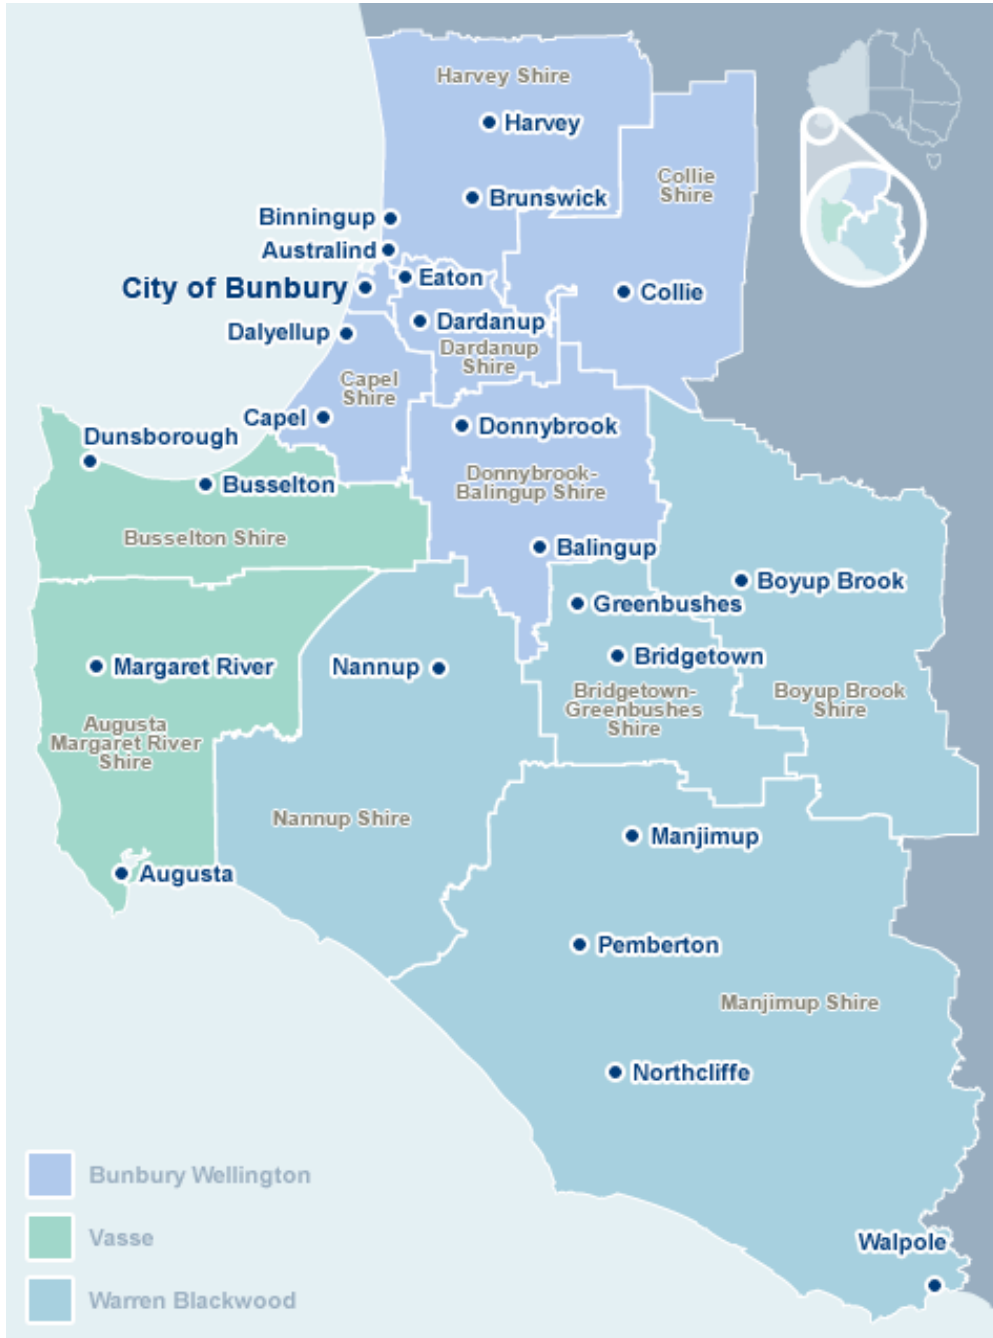 Harvey Shire
Harvey
Collie
Shire
Brunswick
Binningup
Australind
Eaton
City of Bunbury
Collie
Dardanup
Dalyellup
Dardanup
Shire
Capel
Shire
Capel
Donnybrook
Dunsborough
Donnybrook-
Balingup Shire
Busselton
Busselton Shire
Balingup
Boyup Brook
Greenbushes
Margaret River
Nannup
Bridgetown
Bridgetown-
Greenbushes
Shire
Boyup Brook
Shire
Augusta
Margaret River
Shire
Nannup Shire
Manjimup
Augusta
Pemberton
Manjimup Shire
Northcliffe
Bunbury Wellington
Vasse
Walpole
Warren Blackwood